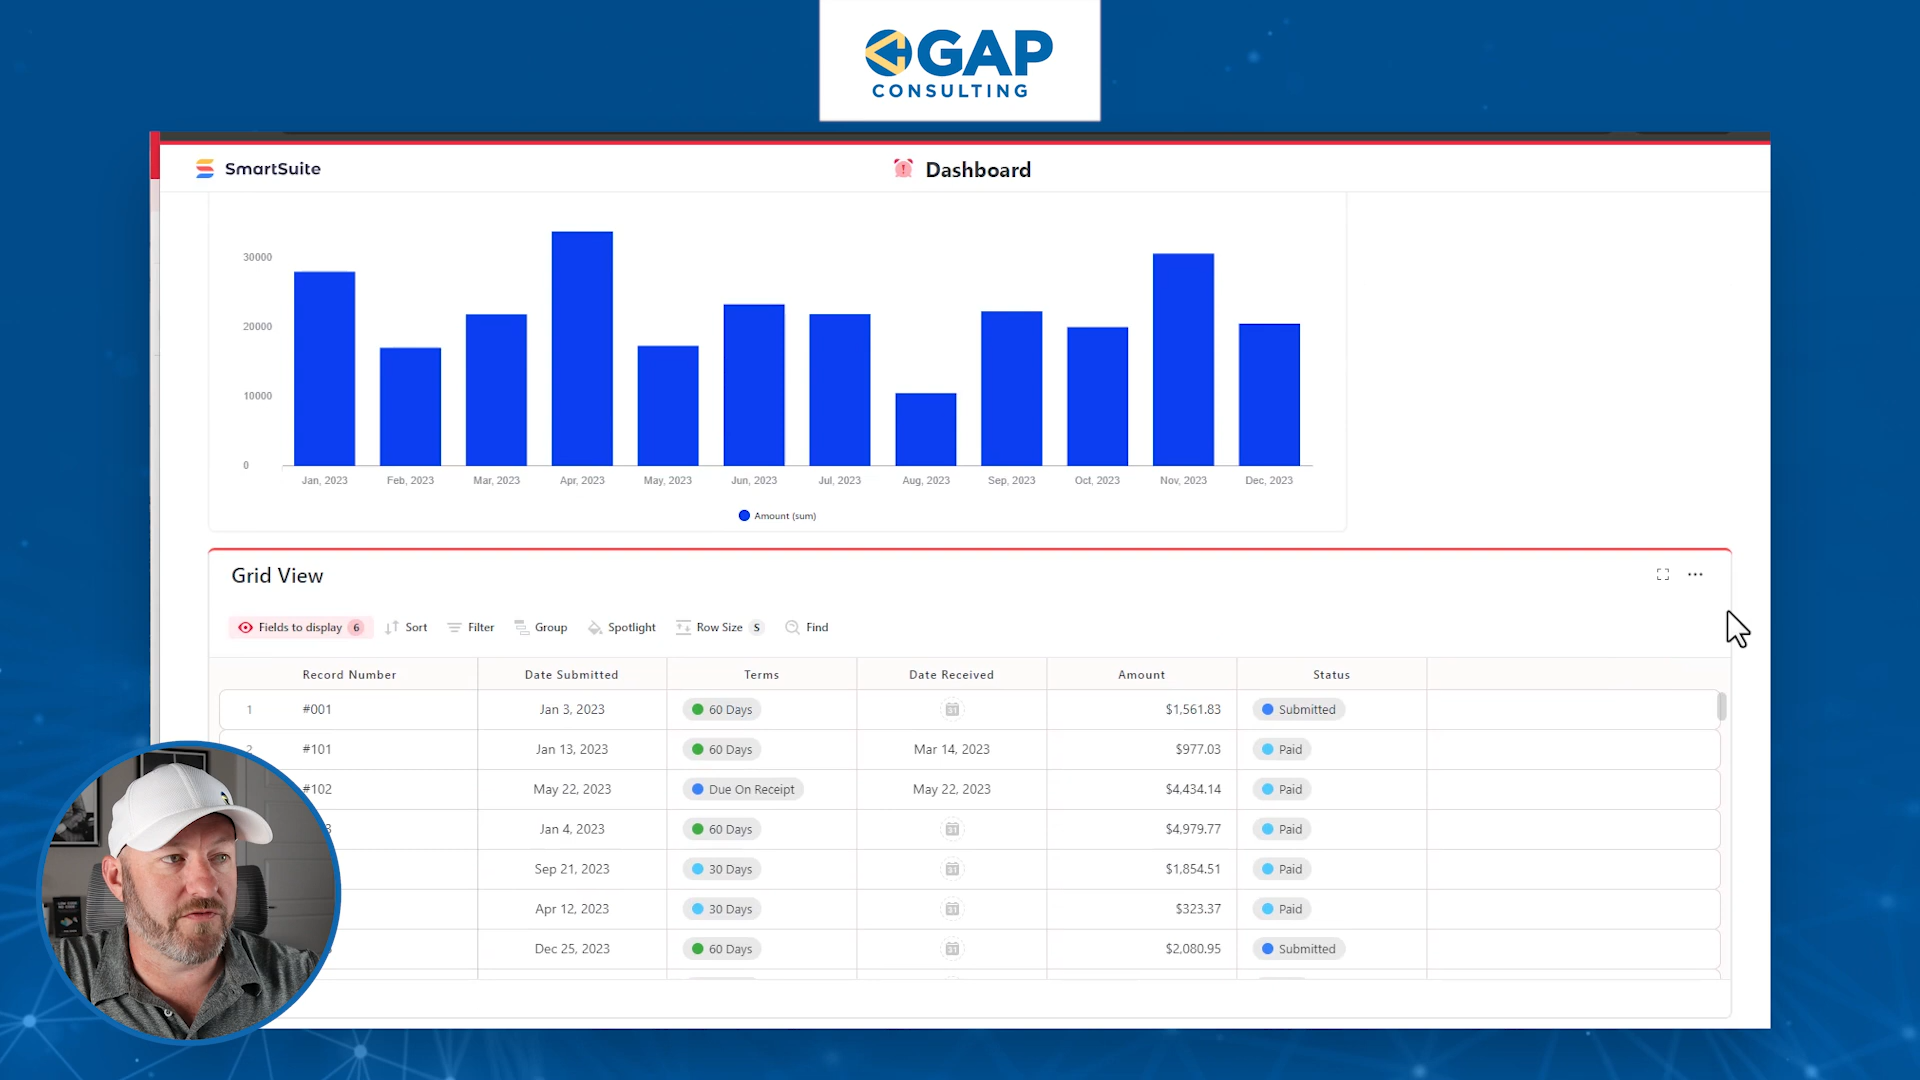 GAP
CONSULTING
SmartSuite
Dashboard
30000
20000
10000
0
Jan, 2023 Feb, 2023 Mar, 2023 Apr, 2023 May, 2023 Jun, 2023 Jul, 2023 Aug, 2023 Sep, 2023 Oct, 2023 Nov, 2023 Dec, 2023
Amount (sum)
Grid View
Fields to display 6 Sort Filter Group Spotlight Row Size S Find
Record Number Date Submitted Terms Date Received Amount Status
1 #001 Jan 3, 2023 60 Days $1,561.83 Submitted
2 #101 Jan 13, 2023 60 Days Mar 14, 2023 $977.03 Paid
#102 May 22, 2023 Due On Receipt May 22, 2023 $4,434.14 Paid
3 Jan 4, 2023 60 Days $4,979.77 Paid
Sep 21, 2023 30 Days $1,854.51 Paid
Apr 12, 2023 30 Days $323.37 Paid
Dec 25, 2023 60 Days $2,080.95 Submitted